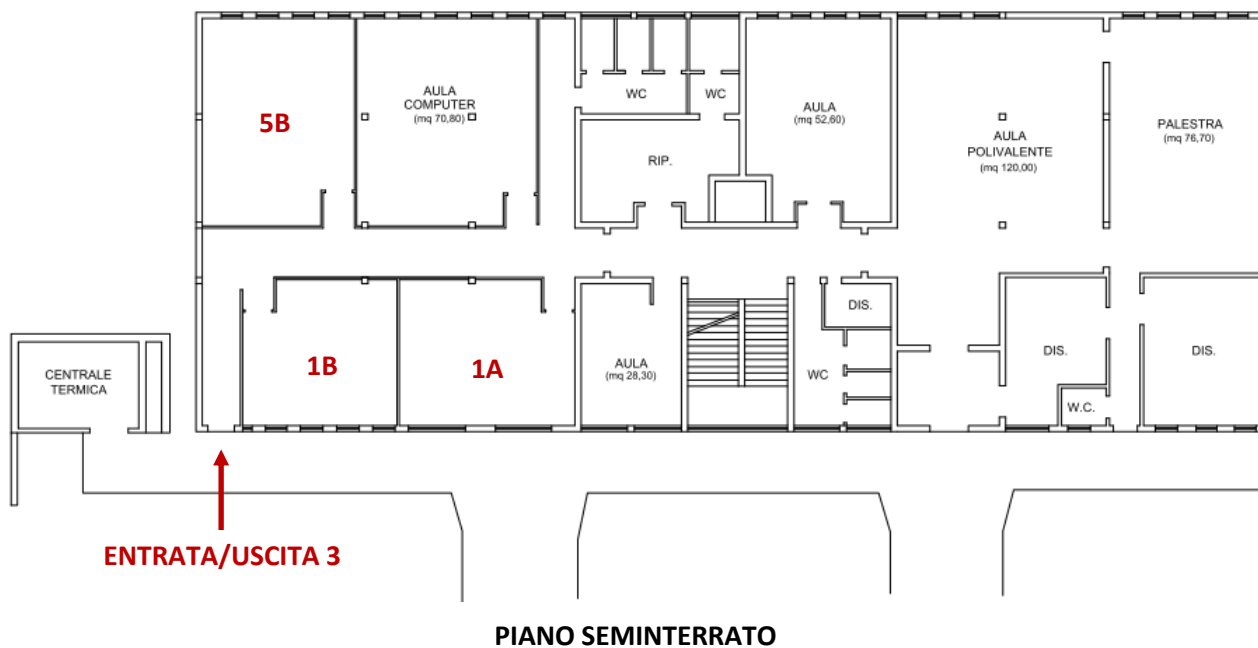 5B
AULA
COMPUTER
(mq 70,80)
WC
WC
RIP.
AULA
(mq 52,60)
AULA
POLIVALENTE
(mq 120,00)
PALESTRA
(mq 76,70)
CENTRALE
TERMICA
1B
1A
AULA
(mq 28,30)
DIS.
WC
DIS.
W.C.
DIS.
ENTRATA/USCITA 3
PIANO SEMINTERRATO